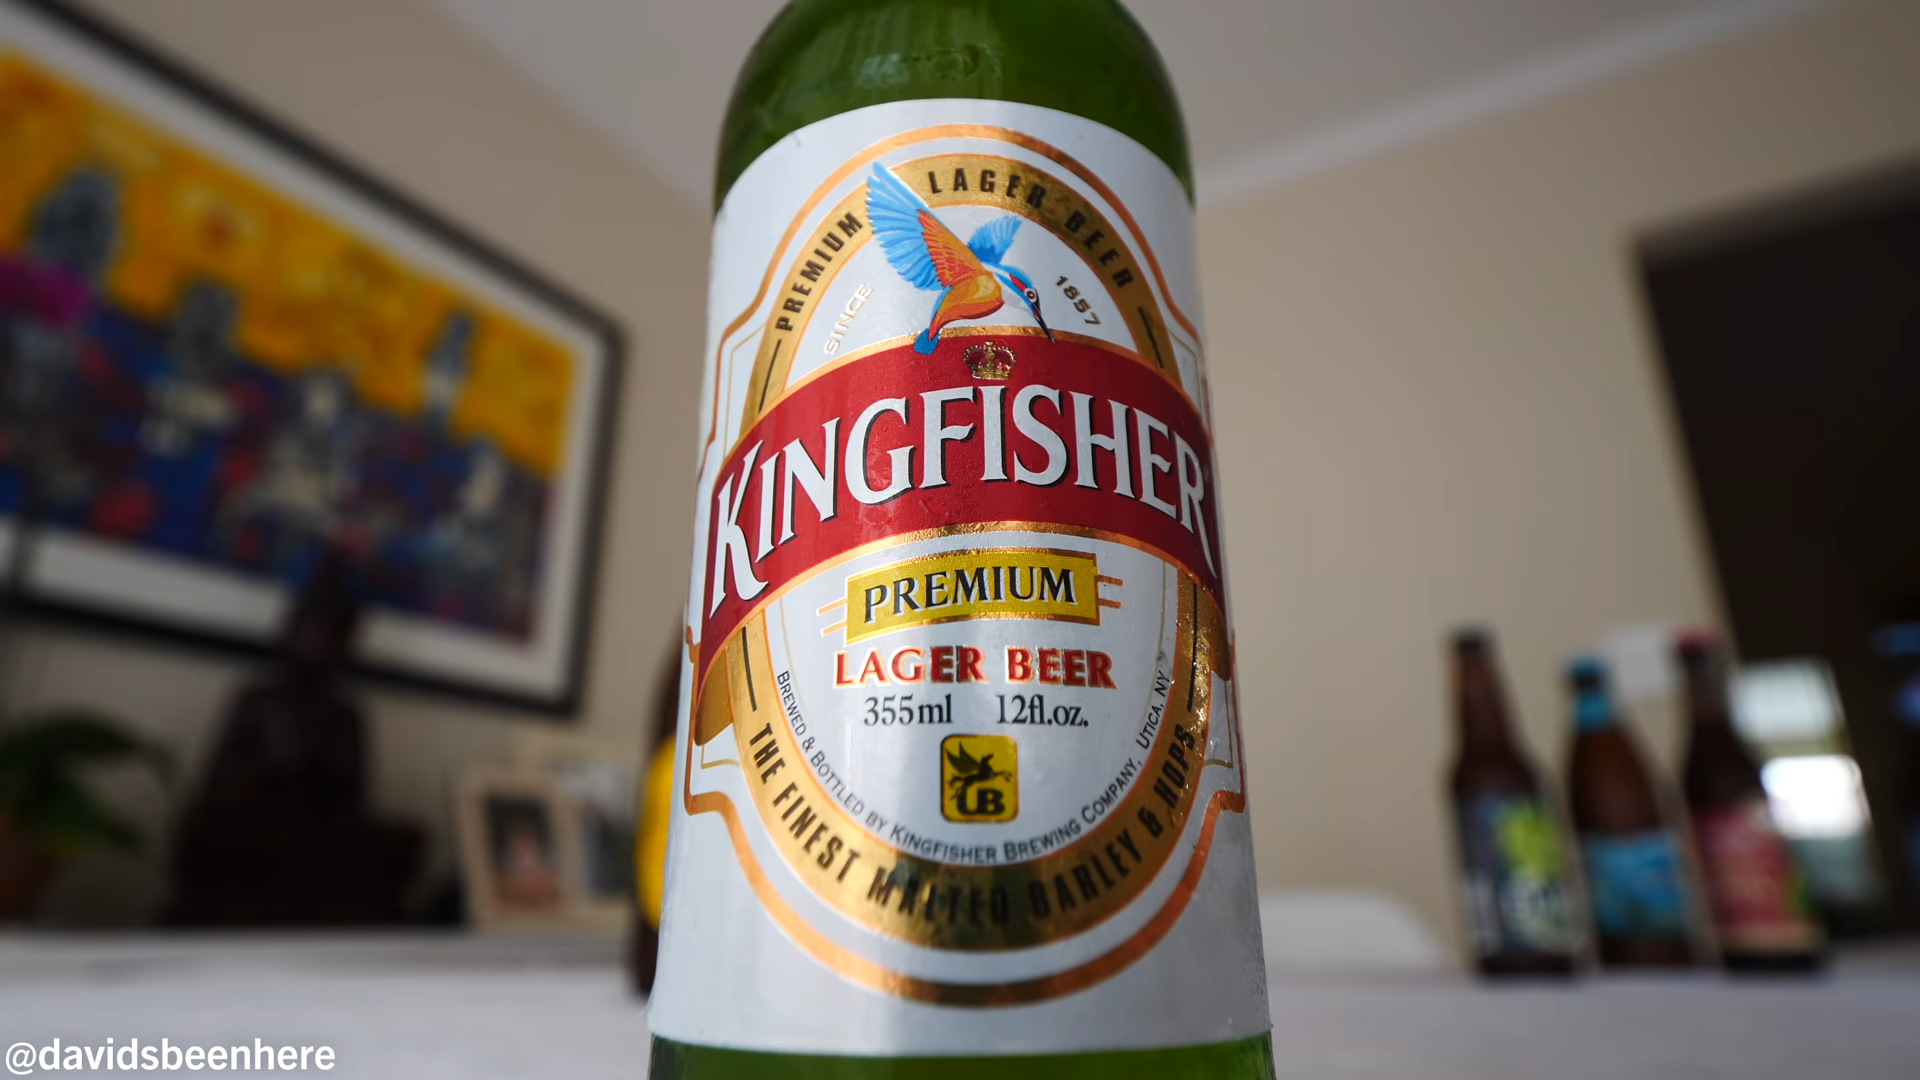 PREMIUM LAGER BEER
SINCE 1857
KINGFISHER
PREMIUM
LAGER BEER
355ml 12fl.oz.
UB
BREWED & BOTTLED BY KINGFISHER BREWING COMPANY, UTICA, NY
THE FINEST MALTED BARLEY & HOPS
@davidsbeenhere